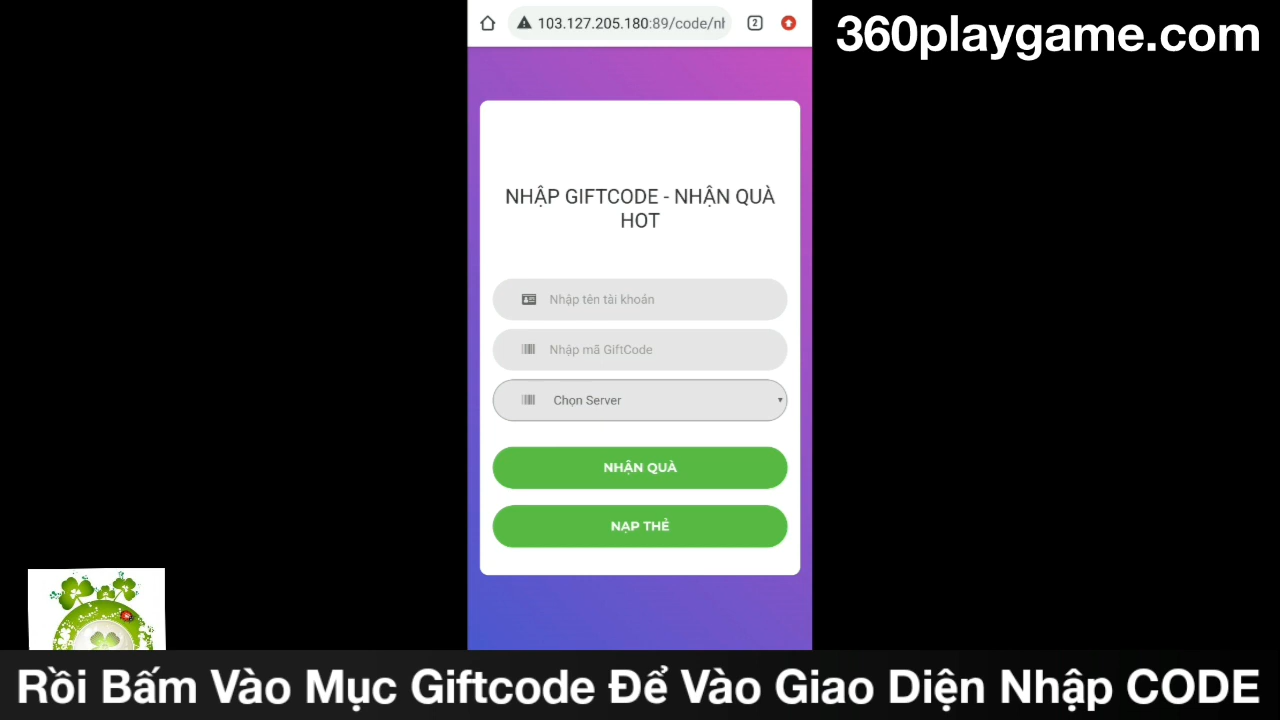 103.127.205.180:89/code/nh
2
360playgame.com
NHẬP GIFTCODE - NHẬN QUÀ
HOT
Nhập tên tài khoản
Nhập mã GiftCode
Chọn Server
NHẬN QUÀ
NẠP THẺ
Rồi Bấm Vào Mục Giftcode Để Vào Giao Diện Nhập CODE